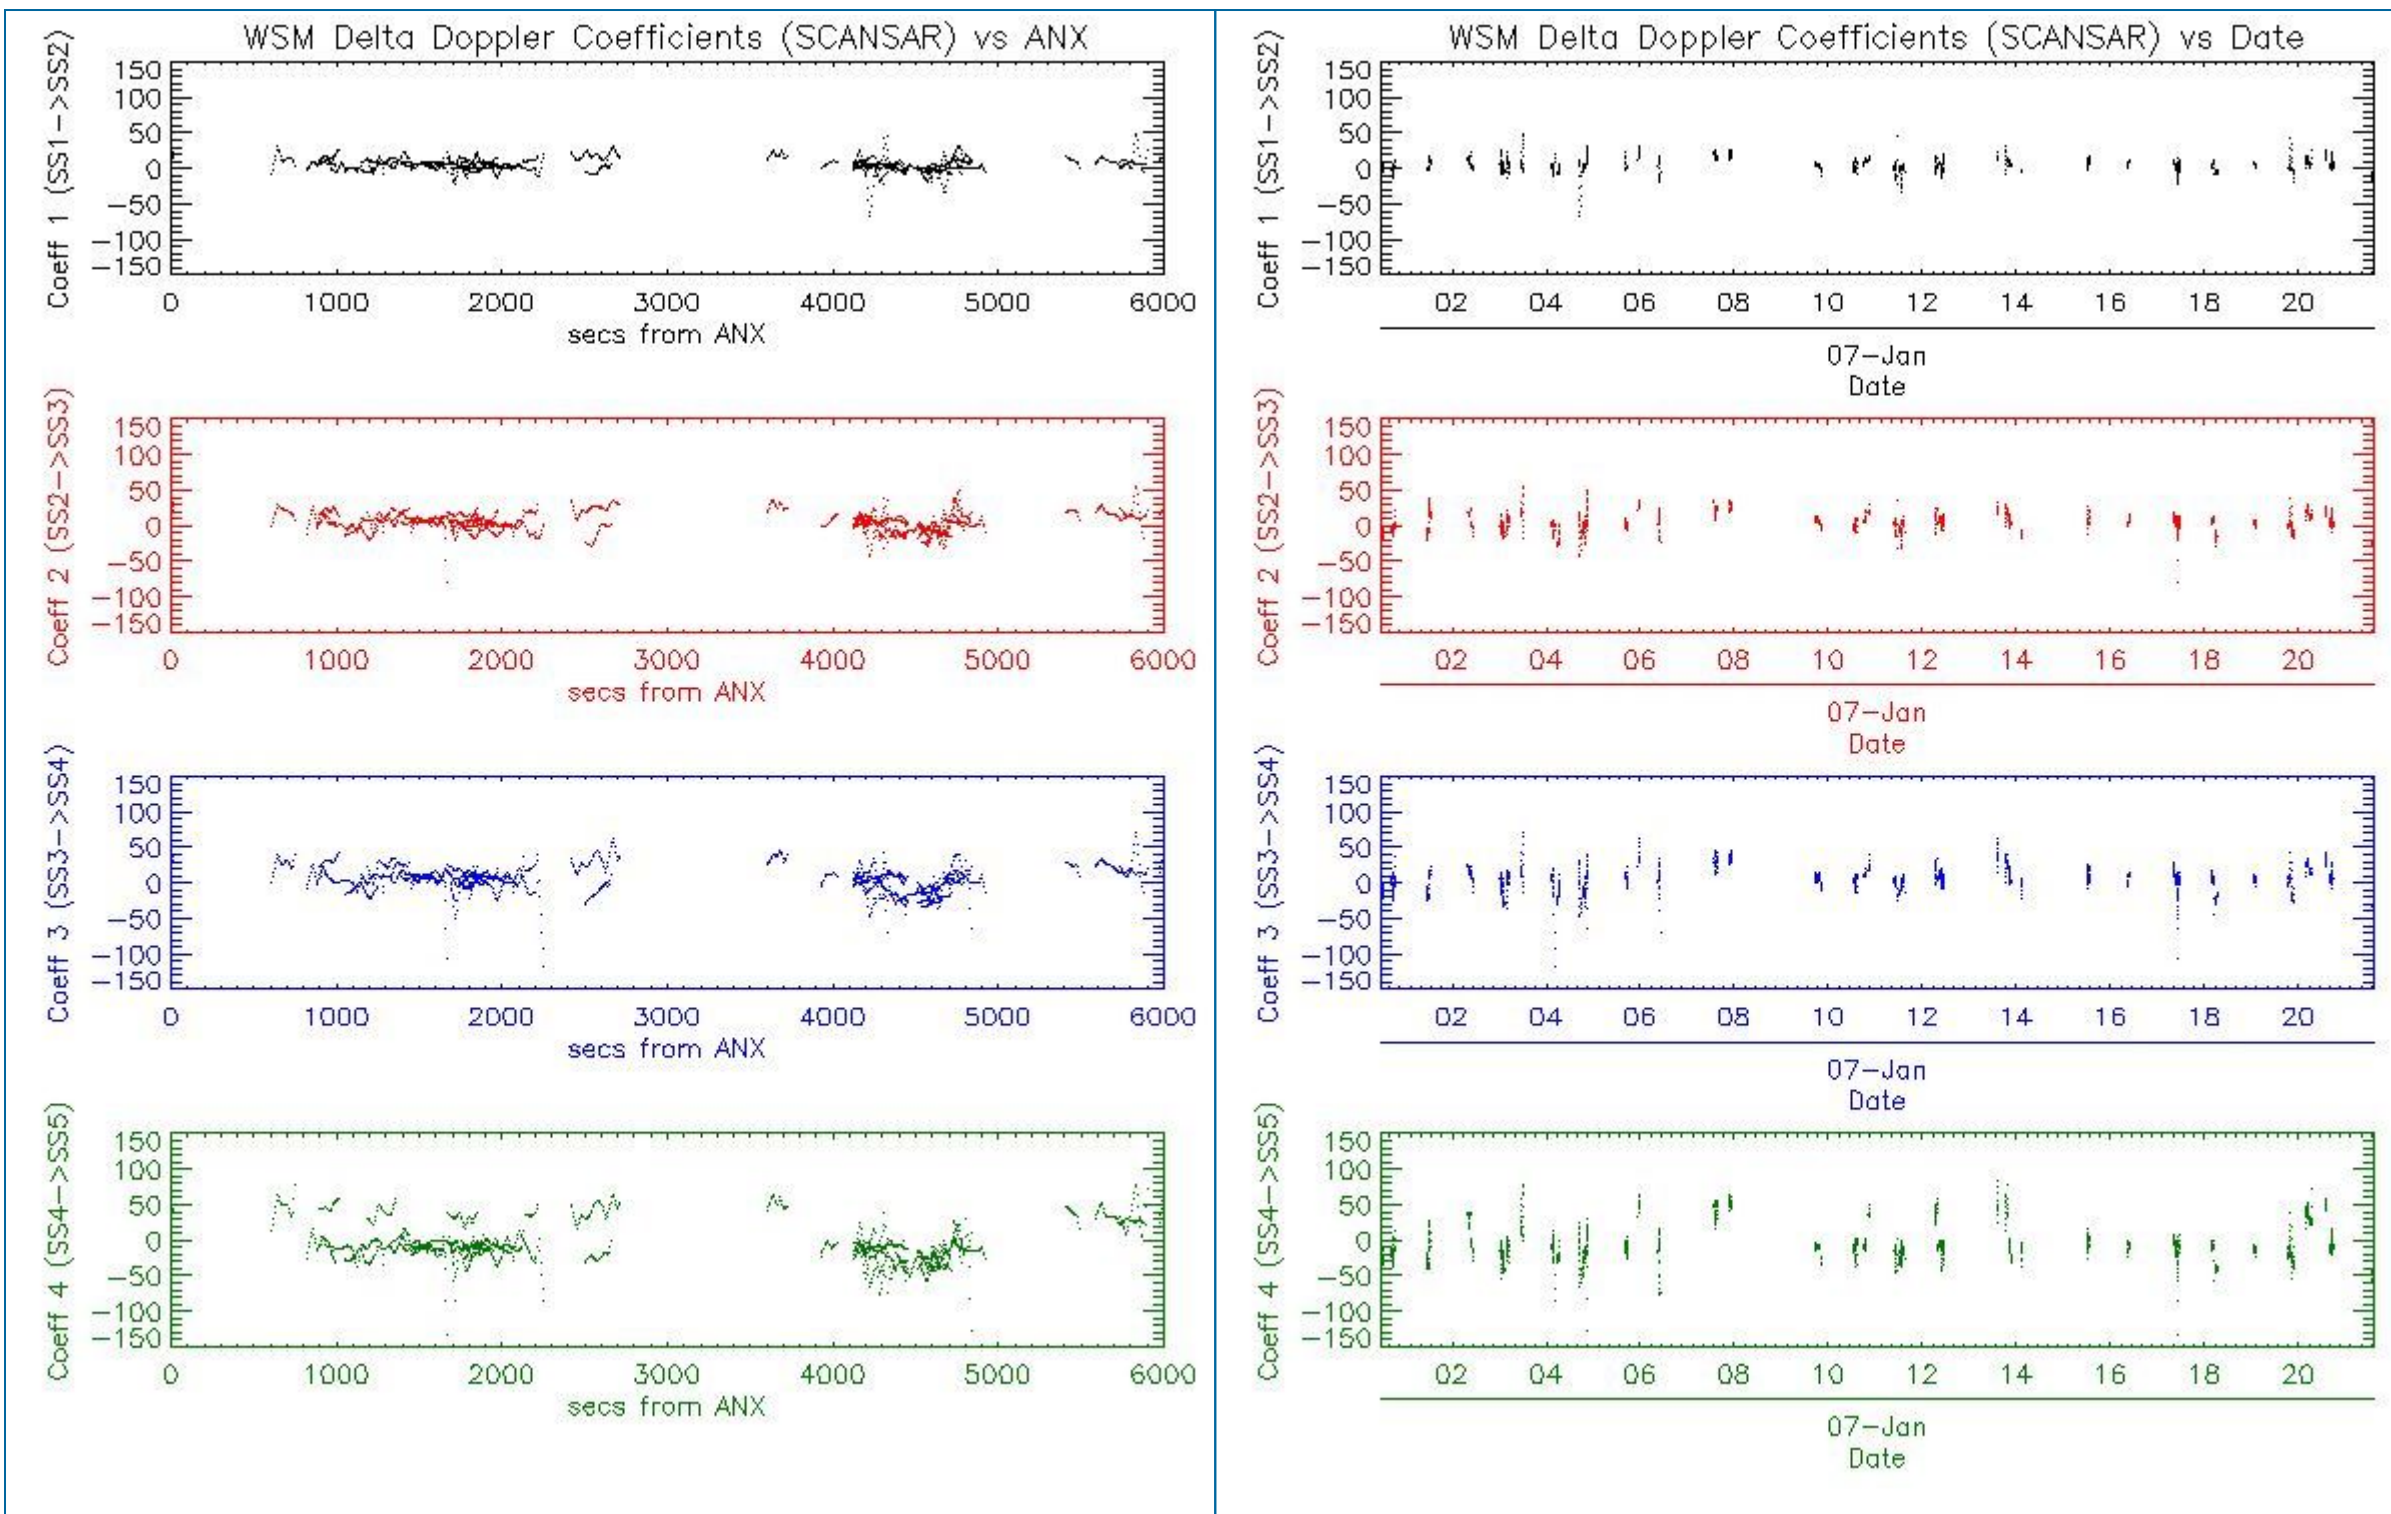 WSM Delta Doppler Coefficients (SCANSAR) vs ANX
Coeff 1 (SS1->SS2)
150
100
50
0
-50
-100
-150
0 1000 2000 3000 4000 5000 6000
secs from ANX
Coeff 2 (SS2->SS3)
150
100
50
0
-50
-100
-150
0 1000 2000 3000 4000 5000 6000
secs from ANX
Coeff 3 (SS3->SS4)
150
100
50
0
-50
-100
-150
0 1000 2000 3000 4000 5000 6000
secs from ANX
Coeff 4 (SS4->SS5)
150
100
50
0
-50
-100
-150
0 1000 2000 3000 4000 5000 6000
secs from ANX
WSM Delta Doppler Coefficients (SCANSAR) vs Date
Coeff 1 (SS1->SS2)
150
100
50
0
-50
-100
-150
02 04 06 08 10 12 14 16 18 20
07-Jan
Date
Coeff 2 (SS2->SS3)
150
100
50
0
-50
-100
-150
02 04 06 08 10 12 14 16 18 20
07-Jan
Date
Coeff 3 (SS3->SS4)
150
100
50
0
-50
-100
-150
02 04 06 08 10 12 14 16 18 20
07-Jan
Date
Coeff 4 (SS4->SS5)
150
100
50
0
-50
-100
-150
02 04 06 08 10 12 14 16 18 20
07-Jan
Date